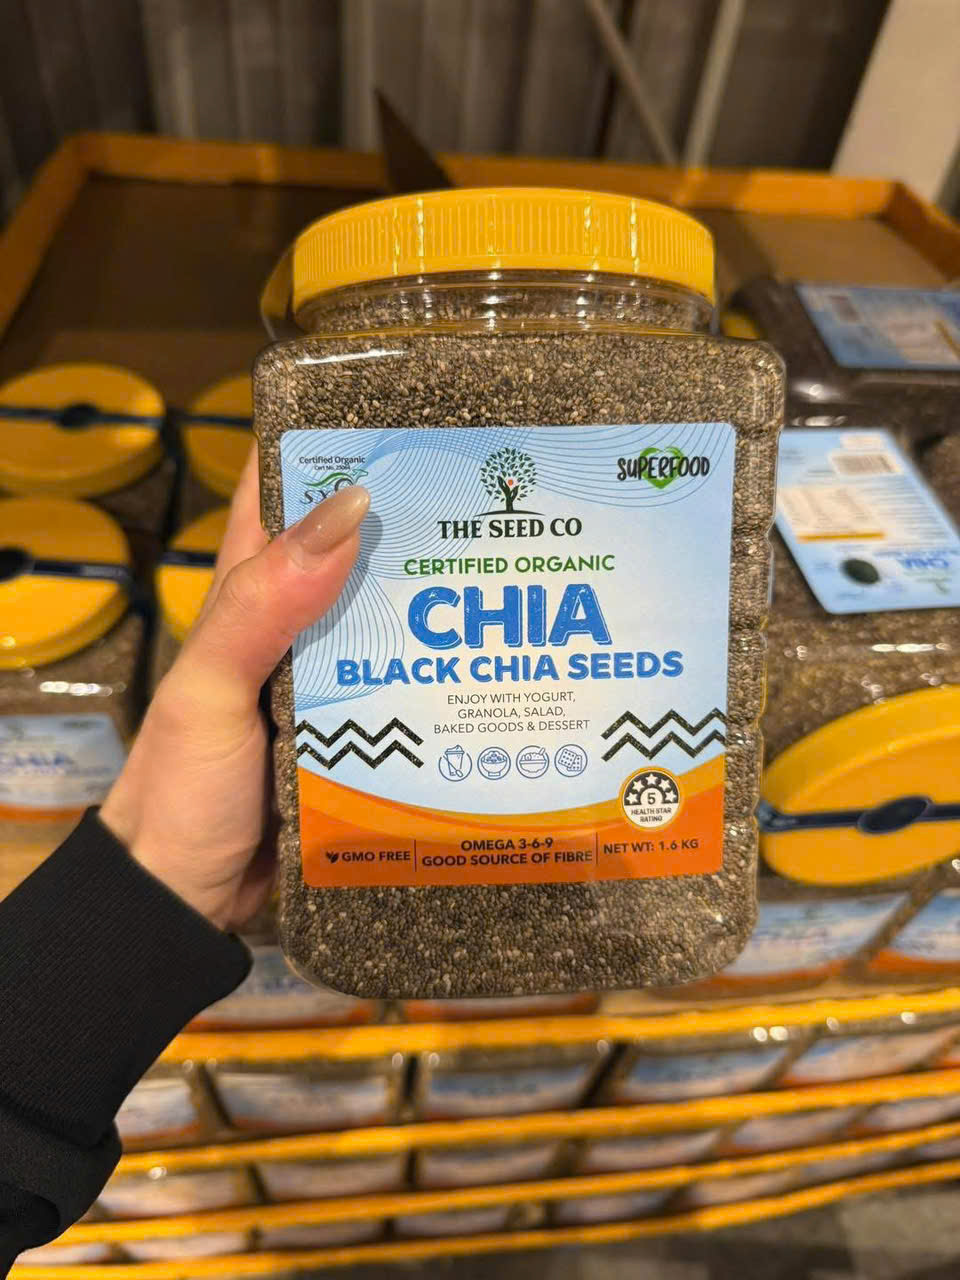 Certified Organic
SUPERFOOD
THE SEED CO
CERTIFIED ORGANIC
CHIA
BLACK CHIA SEEDS
ENJOY WITH YOGURT,
GRANOLA, SALAD,
BAKED GOODS & DESSERT
5
HEALTH STAR
RATING
GMO FREE
OMEGA 3-6-9
GOOD SOURCE OF FIBRE
NET WT: 1.6 KG
CHIA